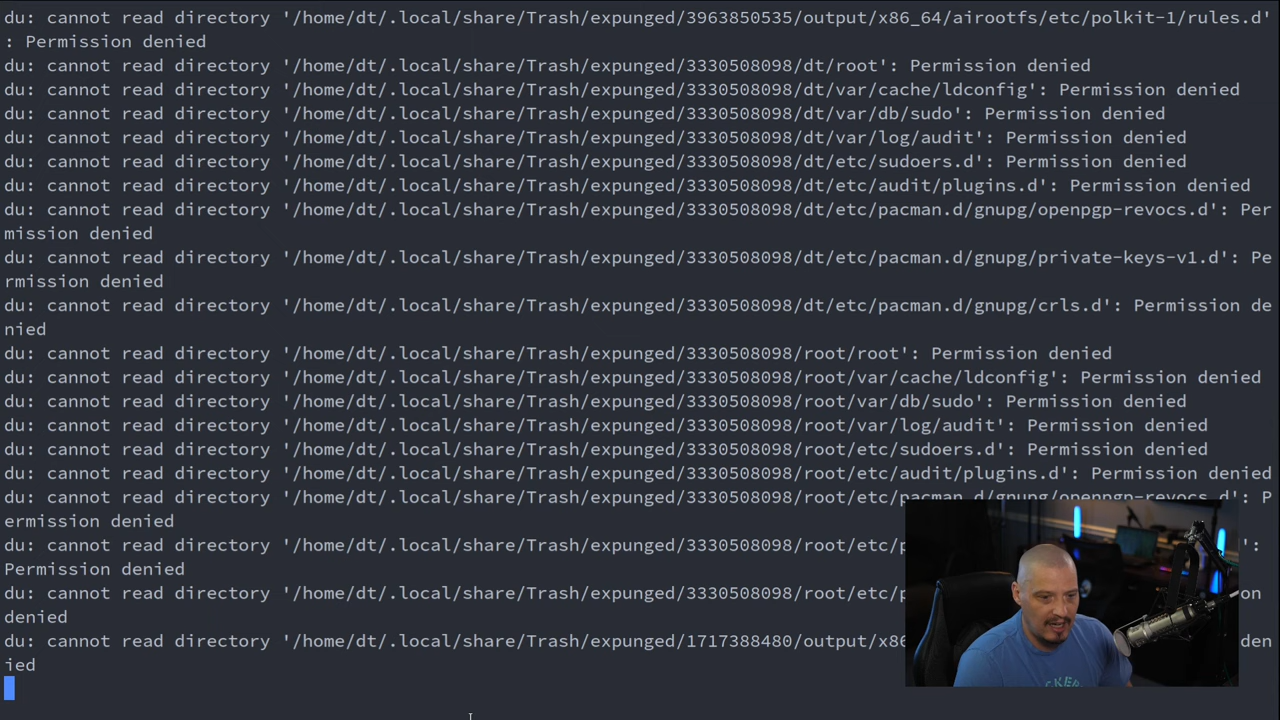 du: cannot read directory '/home/dt/.local/share/Trash/expunged/3963850535/output/x86_64/airootfs/etc/polkit-1/rules.d'
: Permission denied
du: cannot read directory '/home/dt/.local/share/Trash/expunged/3330508098/dt/root': Permission denied
du: cannot read directory '/home/dt/.local/share/Trash/expunged/3330508098/dt/var/cache/ldconfig': Permission denied
du: cannot read directory '/home/dt/.local/share/Trash/expunged/3330508098/dt/var/db/sudo': Permission denied
du: cannot read directory '/home/dt/.local/share/Trash/expunged/3330508098/dt/var/log/audit': Permission denied
du: cannot read directory '/home/dt/.local/share/Trash/expunged/3330508098/dt/etc/sudoers.d': Permission denied
du: cannot read directory '/home/dt/.local/share/Trash/expunged/3330508098/dt/etc/audit/plugins.d': Permission denied
du: cannot read directory '/home/dt/.local/share/Trash/expunged/3330508098/dt/etc/pacman.d/gnupg/openpgp-revocs.d': Per
mission denied
du: cannot read directory '/home/dt/.local/share/Trash/expunged/3330508098/dt/etc/pacman.d/gnupg/private-keys-v1.d': Pe
rmission denied
du: cannot read directory '/home/dt/.local/share/Trash/expunged/3330508098/dt/etc/pacman.d/gnupg/crls.d': Permission de
nied
du: cannot read directory '/home/dt/.local/share/Trash/expunged/3330508098/root/root': Permission denied
du: cannot read directory '/home/dt/.local/share/Trash/expunged/3330508098/root/var/cache/ldconfig': Permission denied
du: cannot read directory '/home/dt/.local/share/Trash/expunged/3330508098/root/var/db/sudo': Permission denied
du: cannot read directory '/home/dt/.local/share/Trash/expunged/3330508098/root/var/log/audit': Permission denied
du: cannot read directory '/home/dt/.local/share/Trash/expunged/3330508098/root/etc/sudoers.d': Permission denied
du: cannot read directory '/home/dt/.local/share/Trash/expunged/3330508098/root/etc/audit/plugins.d': Permission denied
du: cannot read directory '/home/dt/.local/share/Trash/expunged/3330508098/root/etc/pacman.d/gnupg/openpgp-revocs.d': P
ermission denied
du: cannot read directory '/home/dt/.local/share/Trash/expunged/3330508098/root/etc/p ':
Permission denied
du: cannot read directory '/home/dt/.local/share/Trash/expunged/3330508098/root/etc/p on
denied
du: cannot read directory '/home/dt/.local/share/Trash/expunged/1717388480/output/x86 den
ied